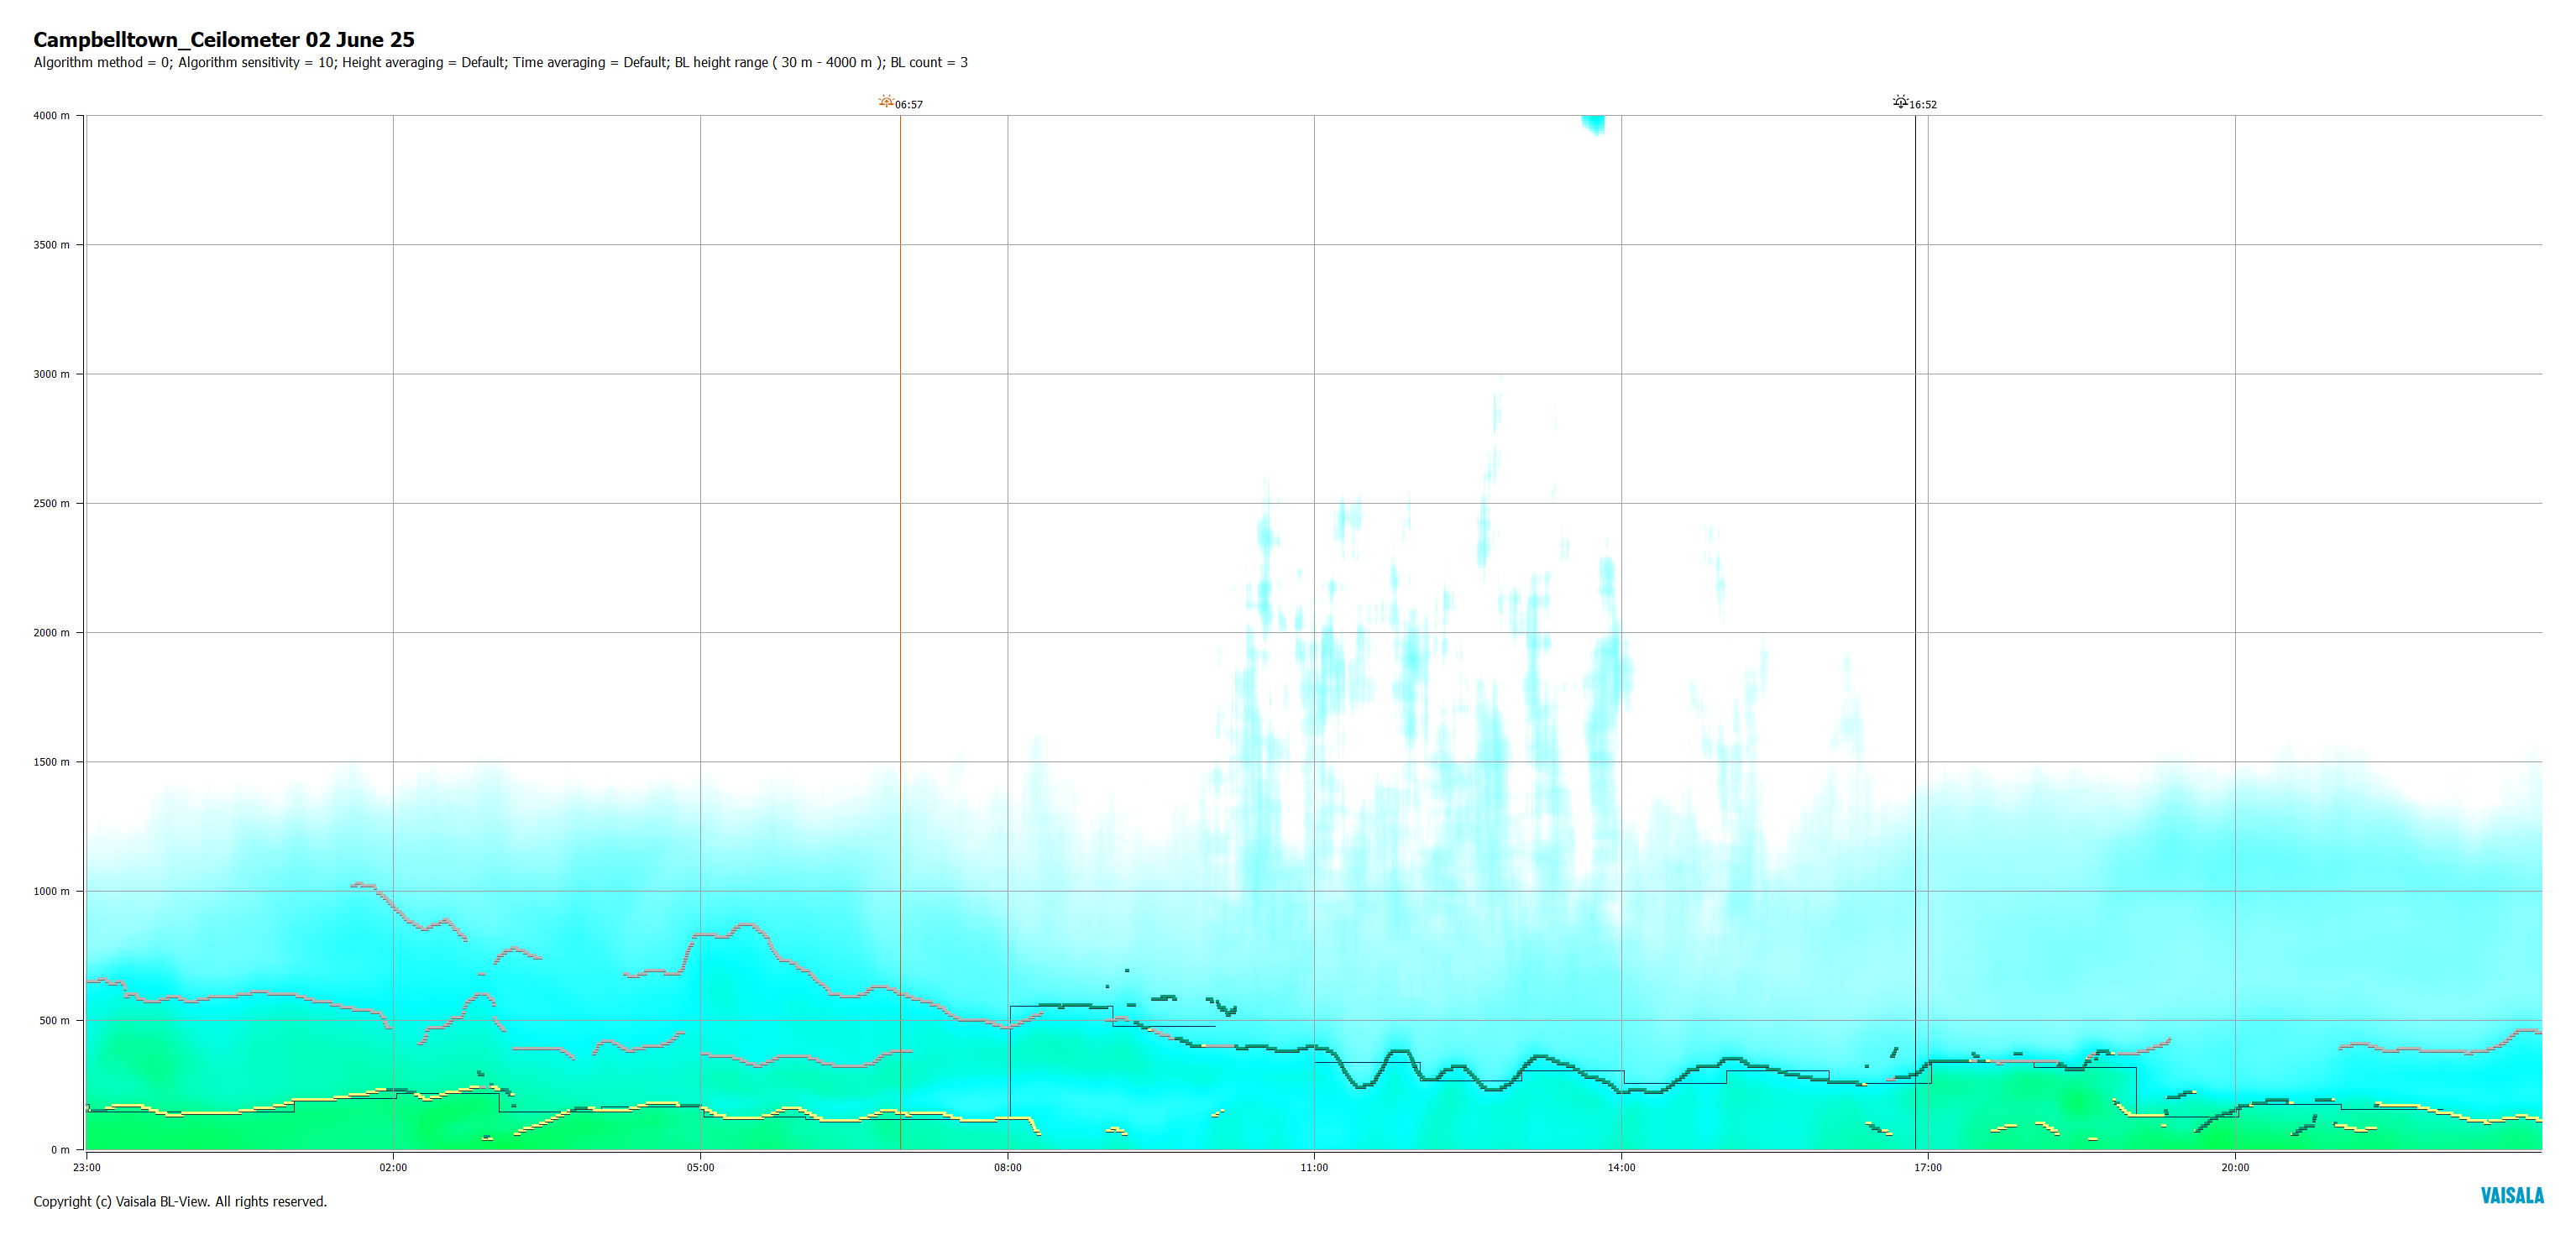 Campbelltown_Ceilometer 02 June 25
Algorithm method = 0; Algorithm sensitivity = 10; Height averaging = Default; Time averaging = Default; BL height range ( 30 m - 4000 m ); BL count = 3
06:57
16:52
4000 m
3500 m
3000 m
2500 m
2000 m
1500 m
1000 m
500 m
0 m
23:00 02:00 05:00 08:00 11:00 14:00 17:00 20:00
Copyright (c) Vaisala BL-View. All rights reserved.
VAISALA